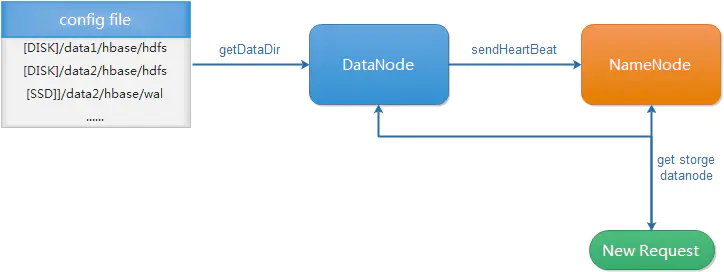 config file
[DISK]/data1/hbase/hdfs
[DISK]/data2/hbase/hdfs
[SSD]]/data2/hbase/wal
......
getDataDir
DataNode
sendHeartBeat
NameNode
get storge
datanode
New Request